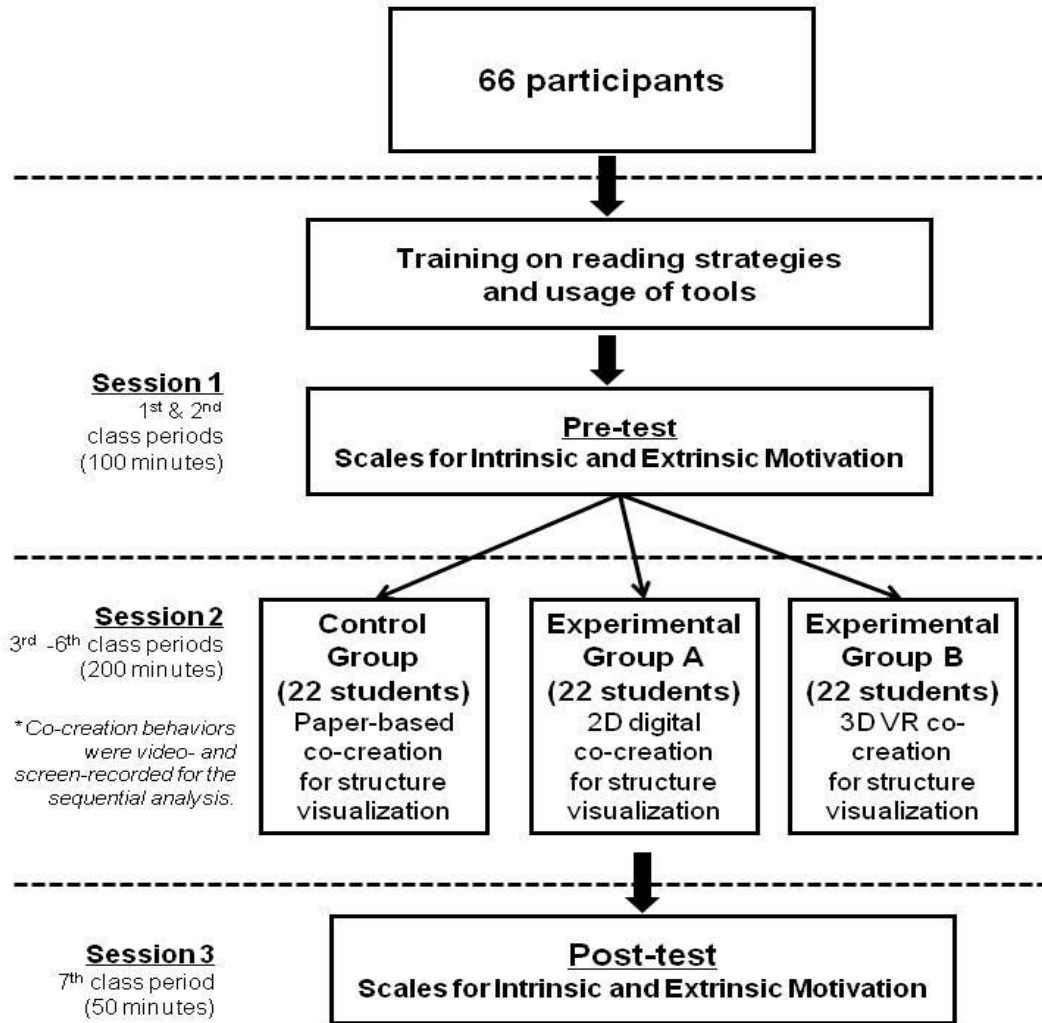 66 participants
Training on reading strategies
and usage of tools
Session 1
1st & 2nd
class periods
(100 minutes)
Pre-test
Scales for Intrinsic and Extrinsic Motivation
Session 2
3rd -6th class periods
(200 minutes)
*Co-creation behaviors
were video- and
screen-recorded for the
sequential analysis.
Control
Group
(22 students)
Paper-based
co-creation
for structure
visualization
Experimental
Group A
(22 students)
2D digital
co-creation
for structure
visualization
Experimental
Group B
(22 students)
3D VR co-
creation
for structure
visualization
Session 3
7th class period
(50 minutes)
Post-test
Scales for Intrinsic and Extrinsic Motivation